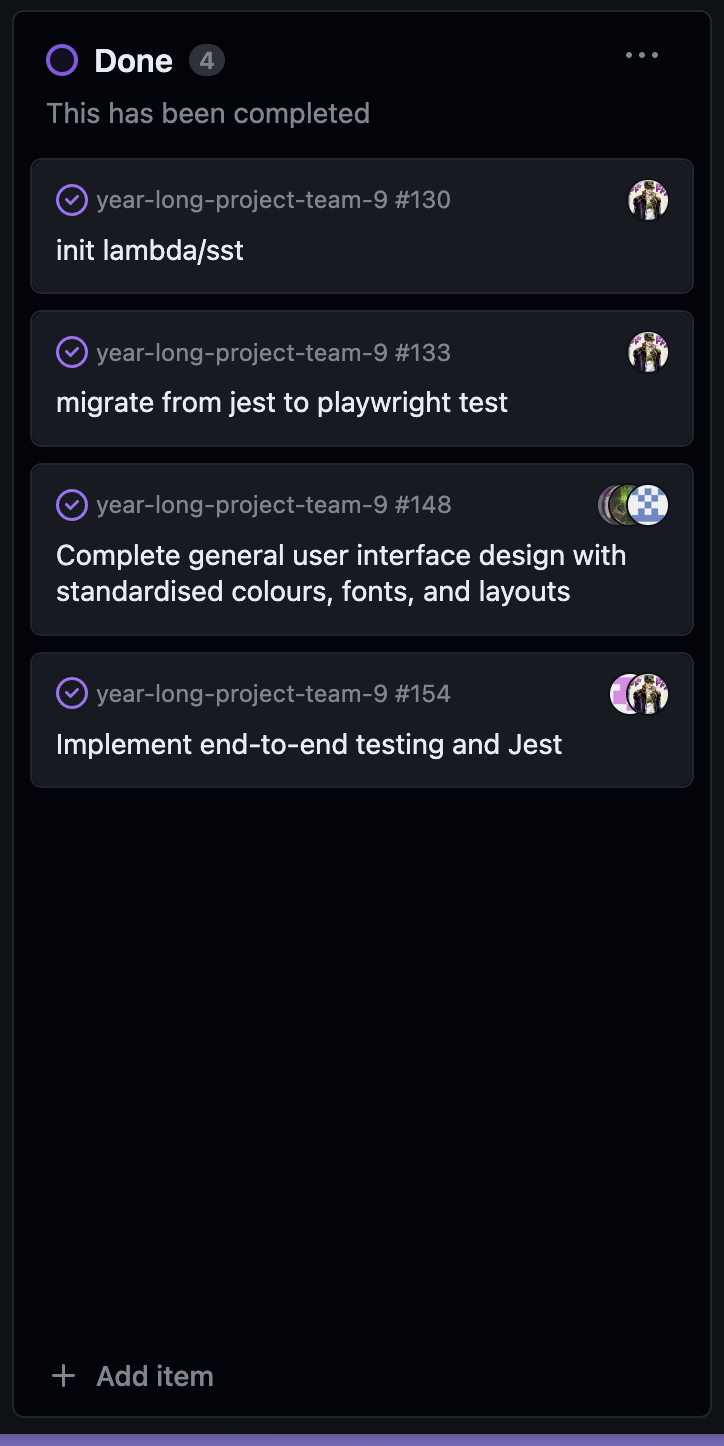 Done 4
This has been completed
year-long-project-team-9 #130
init lambda/sst
year-long-project-team-9 #133
migrate from jest to playwright test
year-long-project-team-9 #148
Complete general user interface design with
standardised colours, fonts, and layouts
year-long-project-team-9 #154
Implement end-to-end testing and Jest
Add item